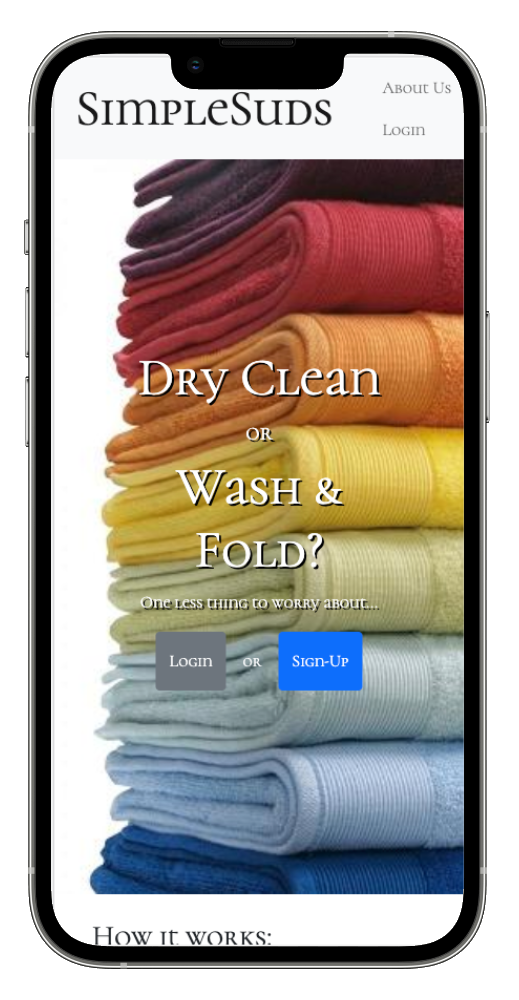 SimpleSuds
About Us
Login
Dry Clean
or
Wash &
Fold?
One less thing to worry about...
Login or Sign-Up
How it works: